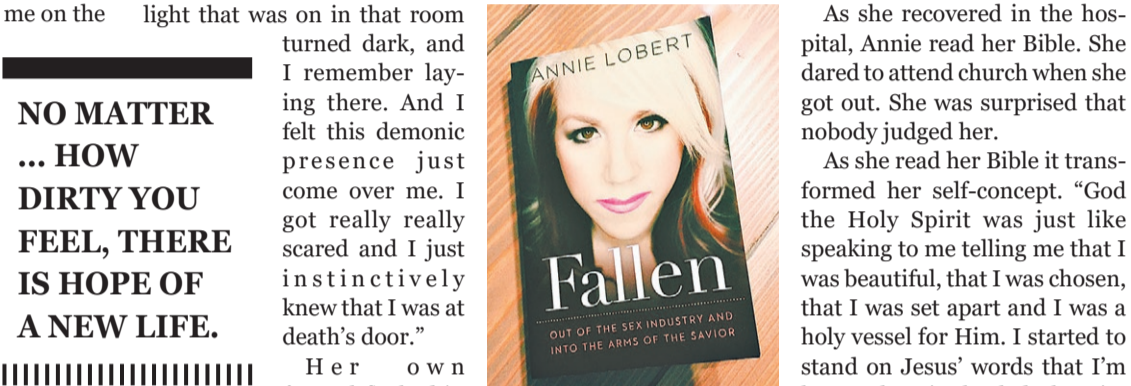 me on the
NO MATTER
... HOW
DIRTY YOU
FEEL, THERE
IS HOPE OF
A NEW LIFE.
light that was on in that room
turned dark, and
I remember lay-
ing there. And I
felt this demonic
presence just
come over me. I
got really really
scared and I just
instinctively
knew that I was at
death's door.”
Her own
ANNIE LOBERT
Fallen
OUT OF THE SEX INDUSTRY AND
INTO THE ARMS OF THE SAVIOR
As she recovered in the hos-
pital, Annie read her Bible. She
dared to attend church when she
got out. She was surprised that
nobody judged her.
As she read her Bible it trans-
formed her self-concept. “God
the Holy Spirit was just like
speaking to me telling me that I
was beautiful, that I was chosen,
that I was set apart and I was a
holy vessel for Him. I started to
stand on Jesus' words that I'm